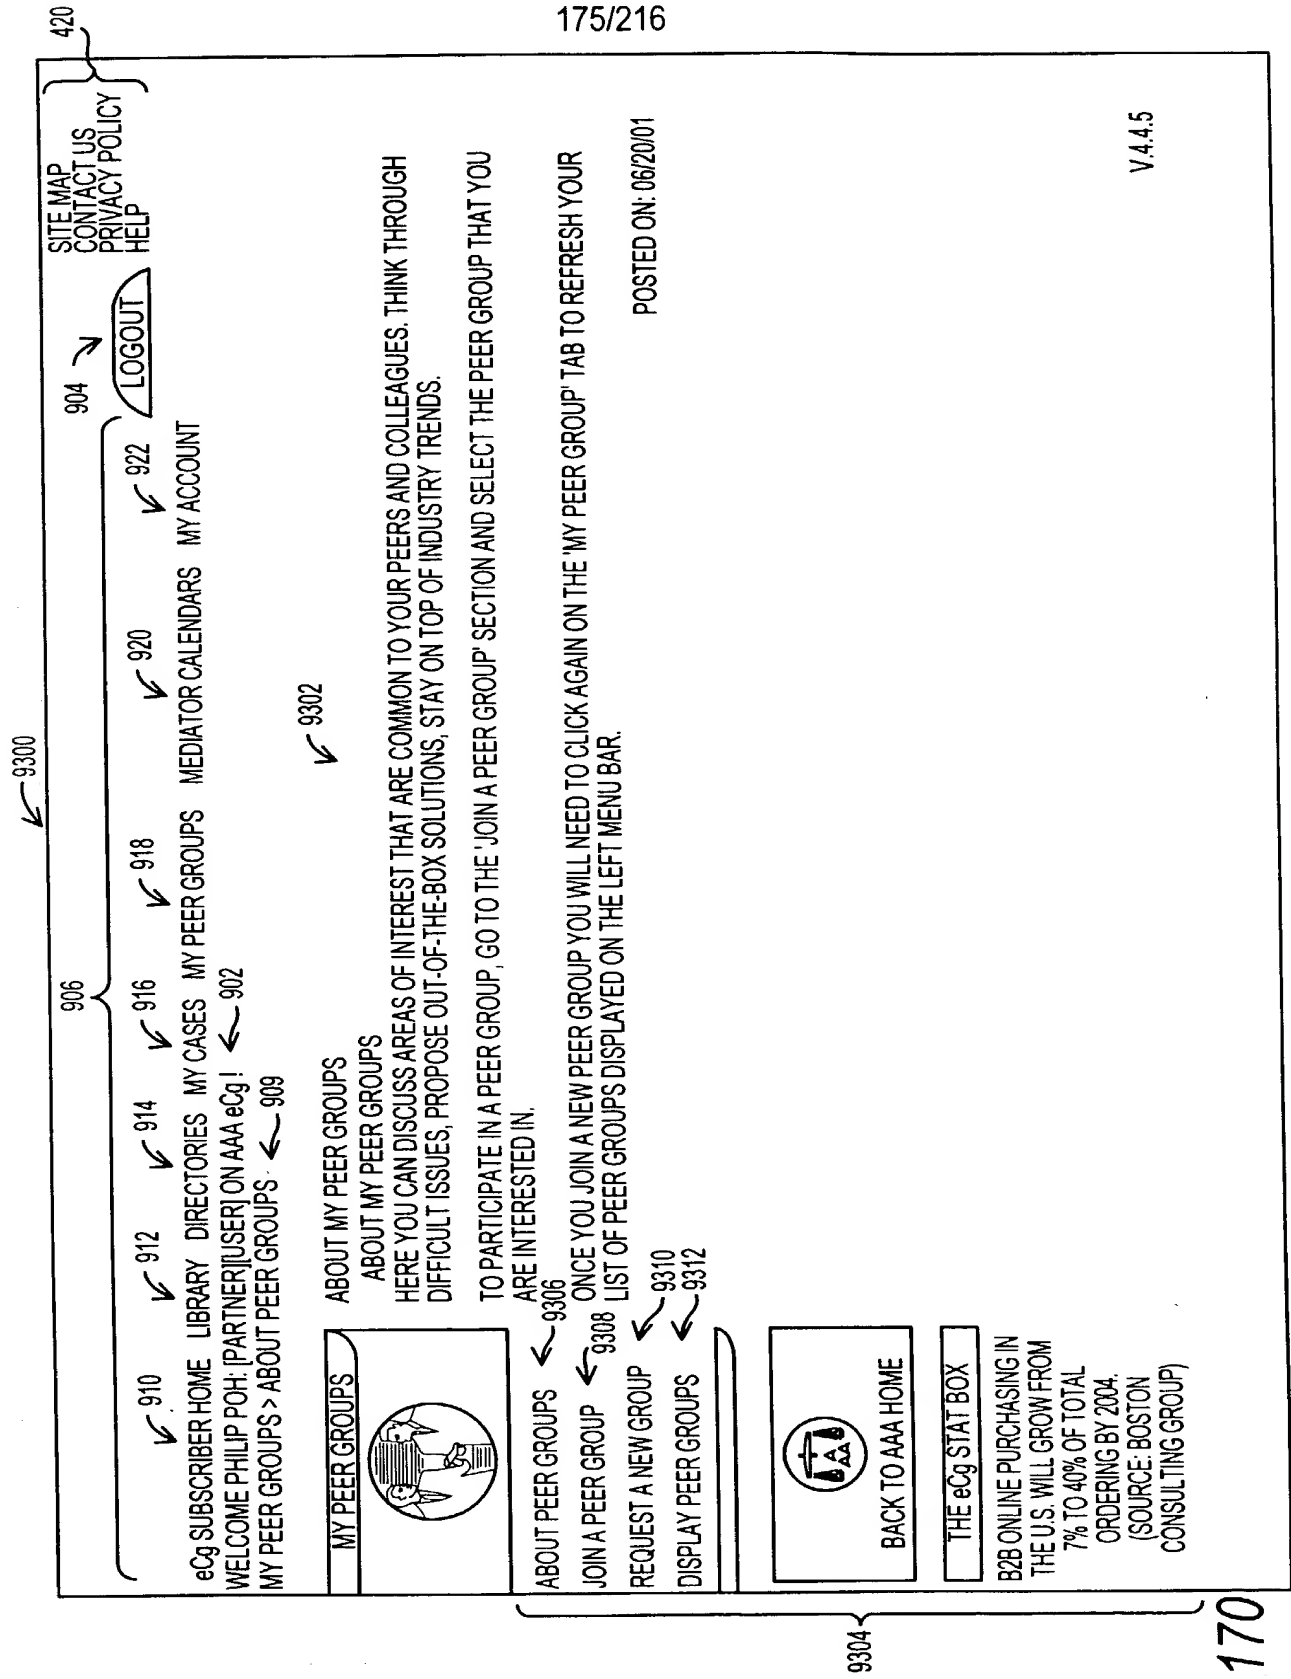 175/216
420
9300
SITE MAP
CONTACT US
PRIVACY POLICY
HELP
904
LOGOUT
906
910
912
914
916
918
920
922
eCg SUBSCRIBER HOME LIBRARY DIRECTORIES MY CASES MY PEER GROUPS MEDIATOR CALENDARS MY ACCOUNT
WELCOME PHILIP POH: [PARTNER][USER] ON AAA eCg ! 902
MY PEER GROUPS > ABOUT PEER GROUPS 909
9302
MY PEER GROUPS
ABOUT MY PEER GROUPS
ABOUT MY PEER GROUPS
HERE YOU CAN DISCUSS AREAS OF INTEREST THAT ARE COMMON TO YOUR PEERS AND COLLEAGUES. THINK THROUGH
DIFFICULT ISSUES, PROPOSE OUT-OF-THE-BOX SOLUTIONS, STAY ON TOP OF INDUSTRY TRENDS.
TO PARTICIPATE IN A PEER GROUP, GO TO THE 'JOIN A PEER GROUP' SECTION AND SELECT THE PEER GROUP THAT YOU
ARE INTERESTED IN.
ONCE YOU JOIN A NEW PEER GROUP YOU WILL NEED TO CLICK AGAIN ON THE 'MY PEER GROUP' TAB TO REFRESH YOUR
LIST OF PEER GROUPS DISPLAYED ON THE LEFT MENU BAR.
POSTED ON: 06/20/01
ABOUT PEER GROUPS 9306
JOIN A PEER GROUP 9308
REQUEST A NEW GROUP 9310
DISPLAY PEER GROUPS 9312
AAA
BACK TO AAA HOME
THE eCg STAT BOX
B2B ONLINE PURCHASING IN
THE U.S. WILL GROW FROM
7% TO 40% OF TOTAL
ORDERING BY 2004.
(SOURCE: BOSTON
CONSULTING GROUP)
V.4.4.5
9304
170